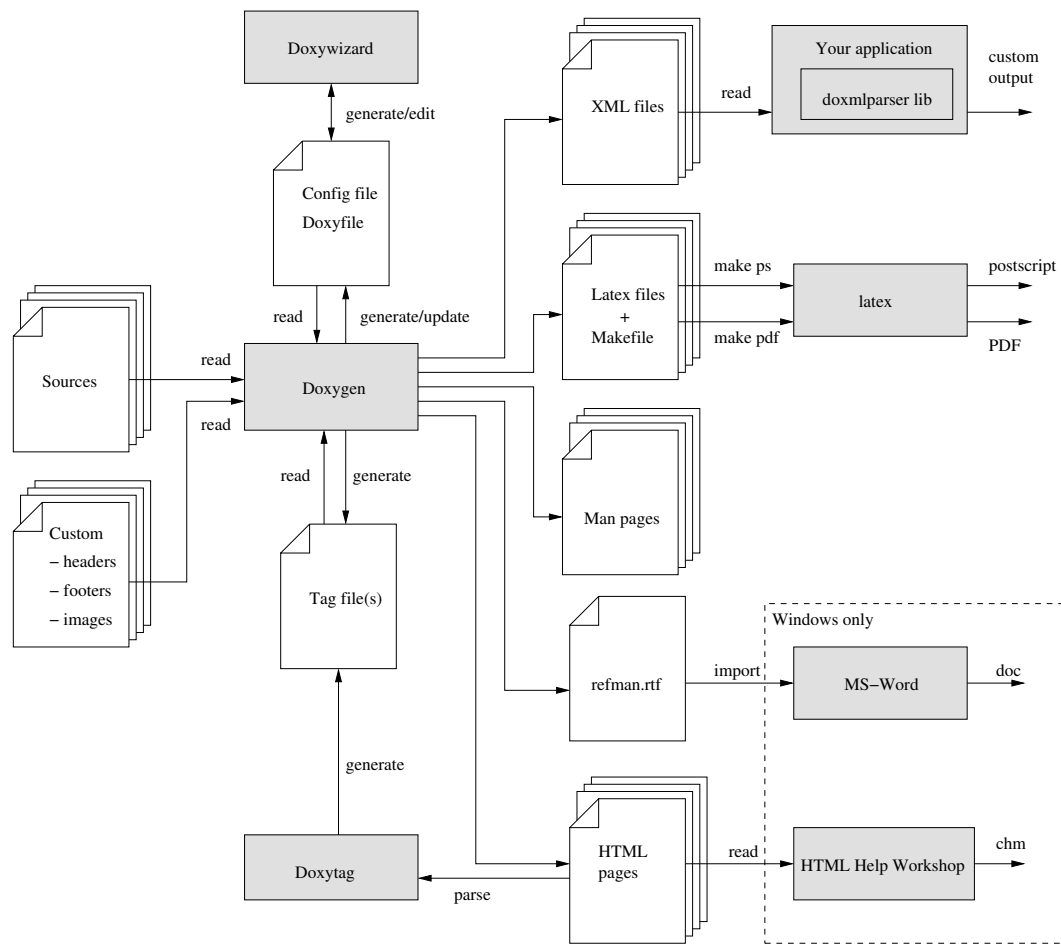 Doxywizard
generate/edit
Config file
Doxyfile
read
generate/update
Sources
read
Doxygen
read
Custom
– headers
– footers
– images
read
generate
Tag file(s)
generate
Doxytag
parse
XML files
read
Your application
doxmlparser lib
custom
output
Latex files
+
Makefile
make ps
make pdf
latex
postscript
PDF
Man pages
refman.rtf
import
Windows only
MS–Word
doc
HTML
pages
read
HTML Help Workshop
chm